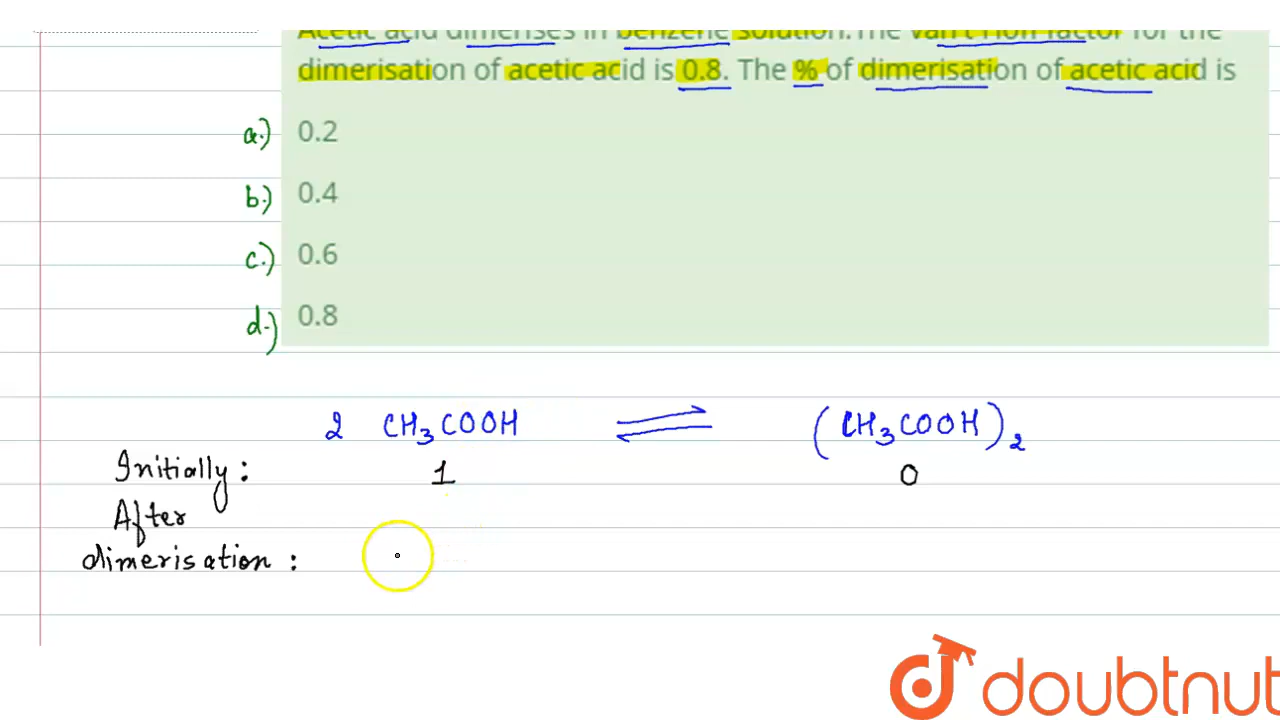 Acetic acid dimerises in benzene solution.The van't Hoff factor for the
dimerisation of acetic acid is 0.8. The % of dimerisation of acetic acid is
a.) 0.2
b.) 0.4
c.) 0.6
d.) 0.8
2 CH₃COOH ⇌ (CH₃COOH)₂
Initially: 1 0
After
dimerisation:
doubtnut